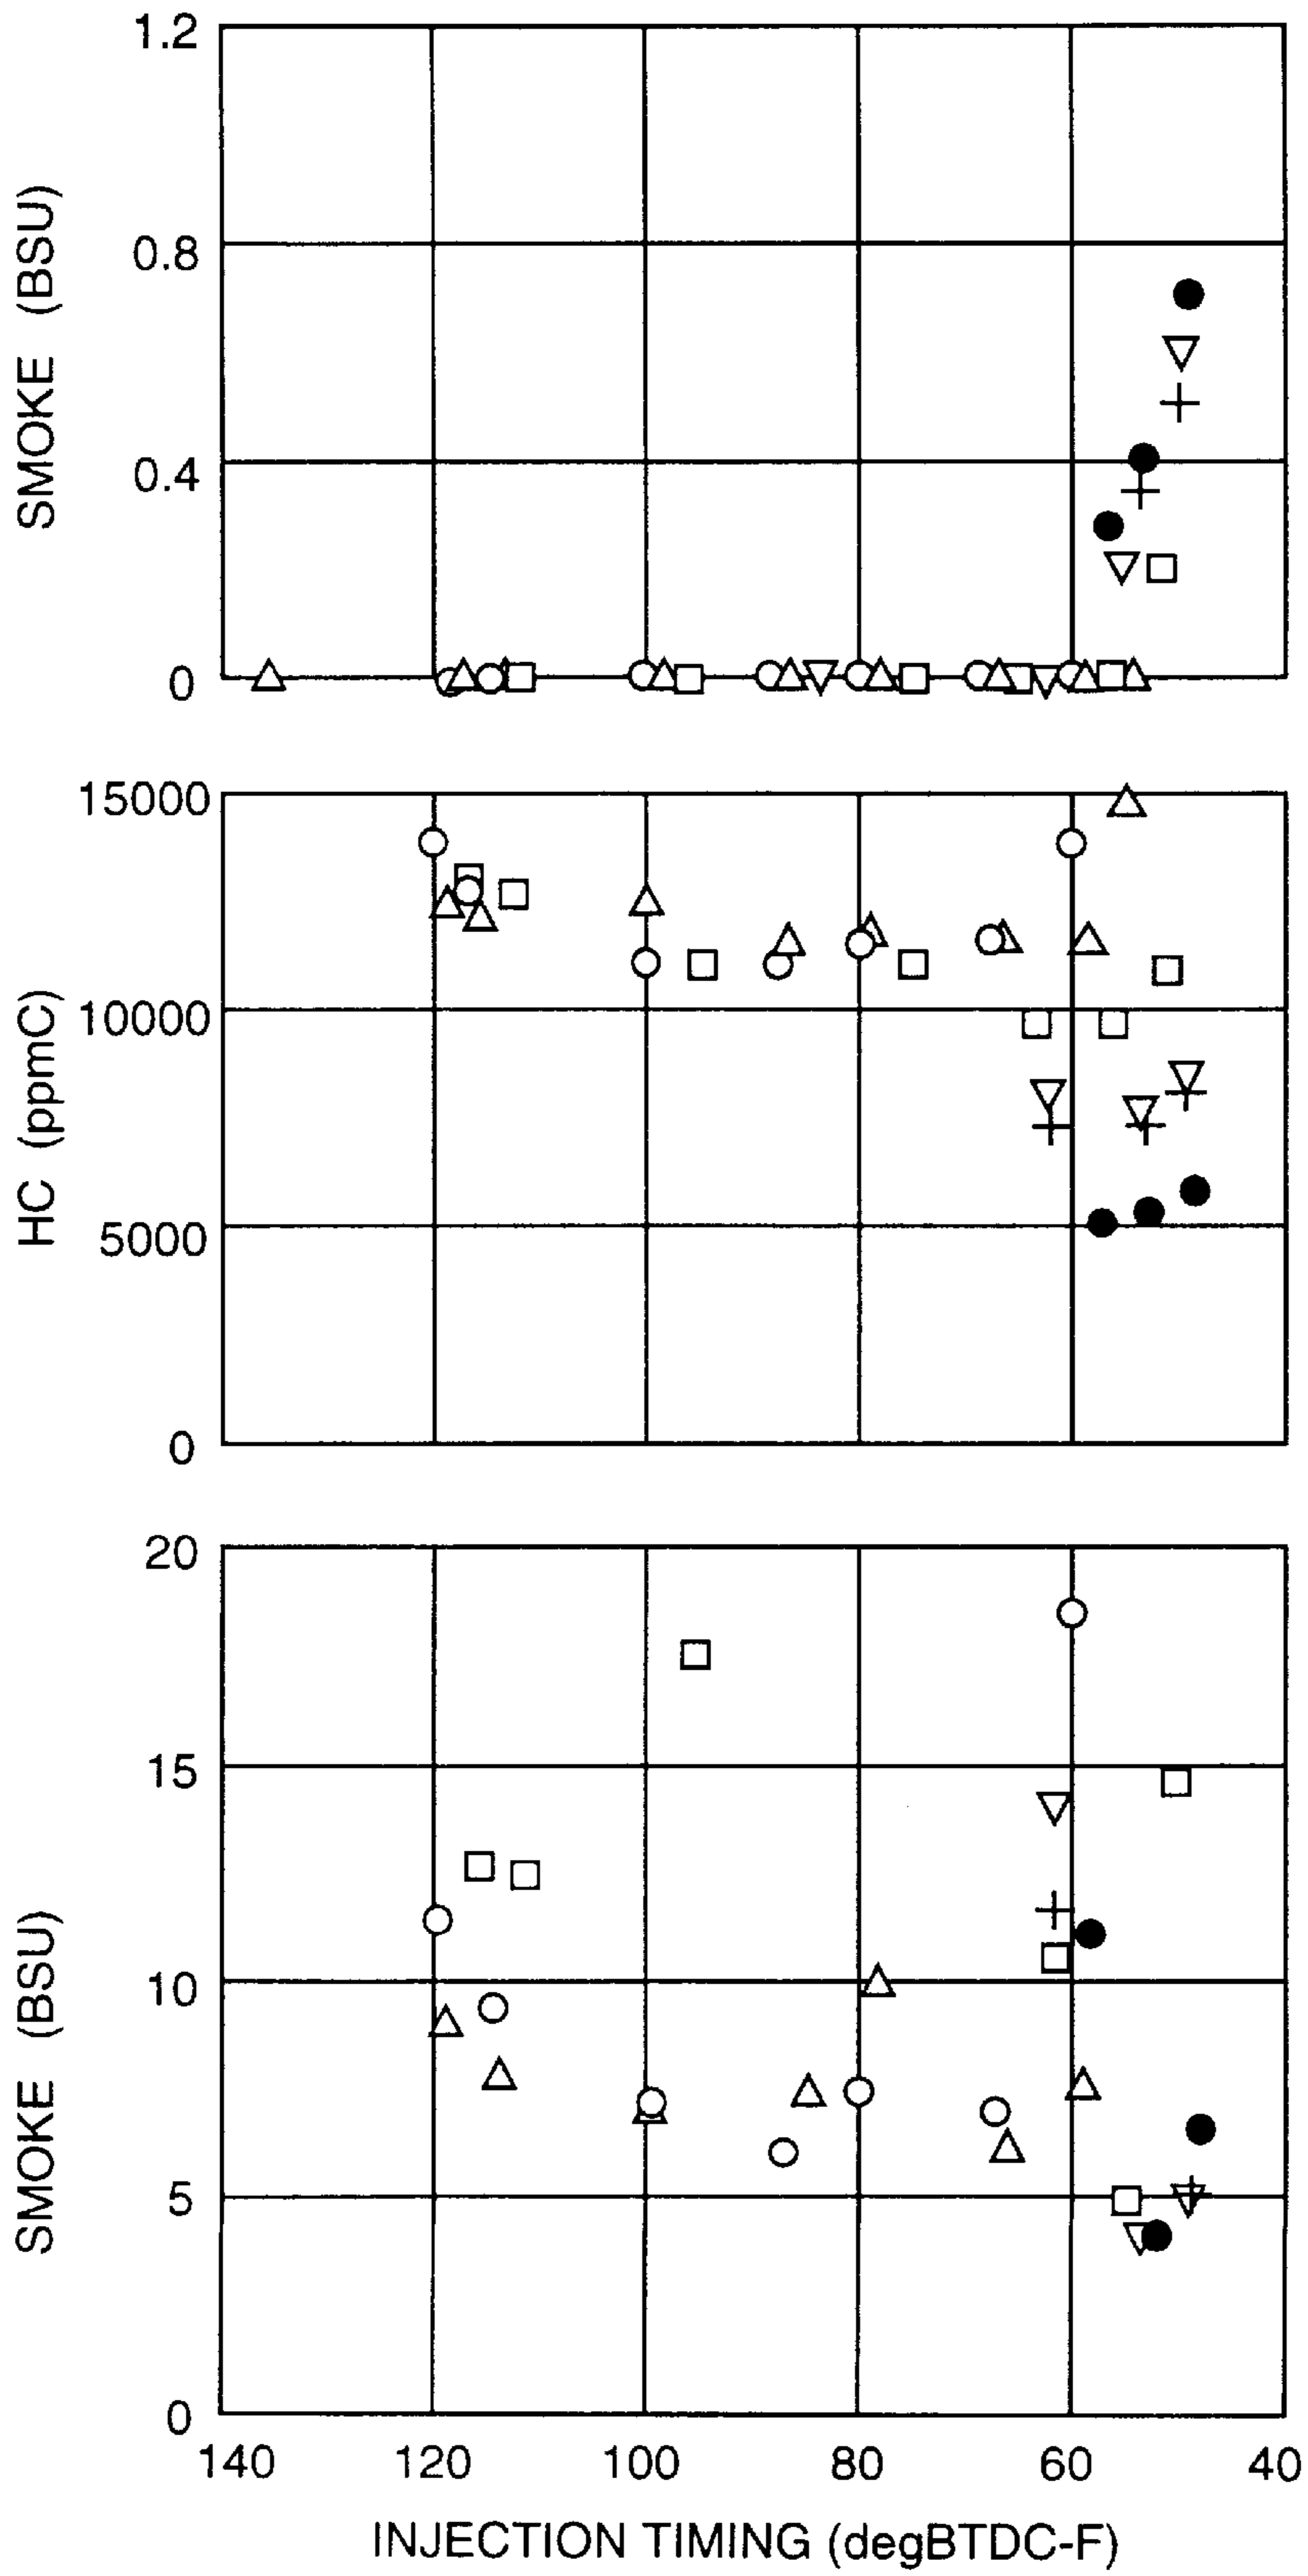 SMOKE (BSU)
1.2
0.8
0.4
0
HC (ppmC)
15000
10000
5000
0
SMOKE (BSU)
20
15
10
5
0
140 120 100 80 60 40
INJECTION TIMING (degBTDC-F)